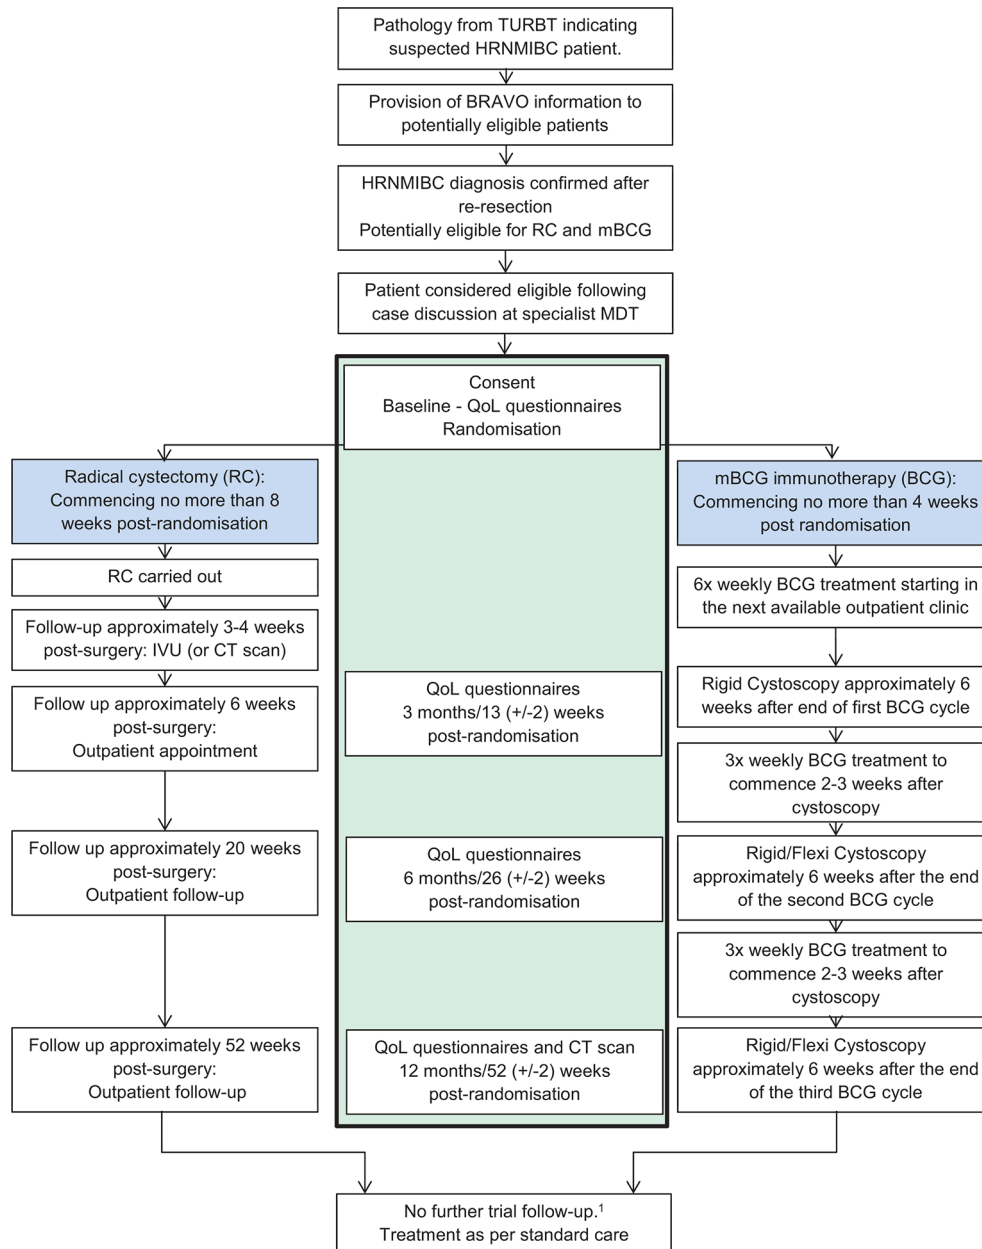 Pathology from TURBT indicating
suspected HRNMIBC patient.
Provision of BRAVO information to
potentially eligible patients
HRNMIBC diagnosis confirmed after
re-resection
Potentially eligible for RC and mBCG
Patient considered eligible following
case discussion at specialist MDT
Consent
Baseline - QoL questionnaires
Randomisation
Radical cystectomy (RC):
Commencing no more than 8
weeks post-randomisation
RC carried out
Follow-up approximately 3-4 weeks
post-surgery: IVU (or CT scan)
Follow up approximately 6 weeks
post-surgery:
Outpatient appointment
Follow up approximately 20 weeks
post-surgery:
Outpatient follow-up
Follow up approximately 52 weeks
post-surgery:
Outpatient follow-up
QoL questionnaires
3 months/13 (+/-2) weeks
post-randomisation
QoL questionnaires
6 months/26 (+/-2) weeks
post-randomisation
QoL questionnaires and CT scan
12 months/52 (+/-2) weeks
post-randomisation
mBCG immunotherapy (BCG):
Commencing no more than 4 weeks
post randomisation
6x weekly BCG treatment starting in
the next available outpatient clinic
Rigid Cystoscopy approximately 6
weeks after end of first BCG cycle
3x weekly BCG treatment to
commence 2-3 weeks after
cystoscopy
Rigid/Flexi Cystoscopy
approximately 6 weeks after the end
of the second BCG cycle
3x weekly BCG treatment to
commence 2-3 weeks after
cystoscopy
Rigid/Flexi Cystoscopy
approximately 6 weeks after the end
of the third BCG cycle
No further trial follow-up.¹
Treatment as per standard care